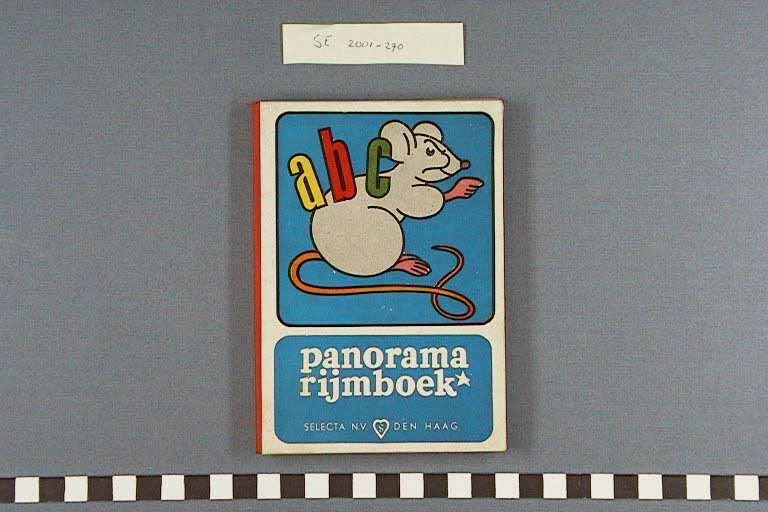 SE 2001-270
abc
panorama
rijmboek
SELECTA N.V. S DEN HAAG